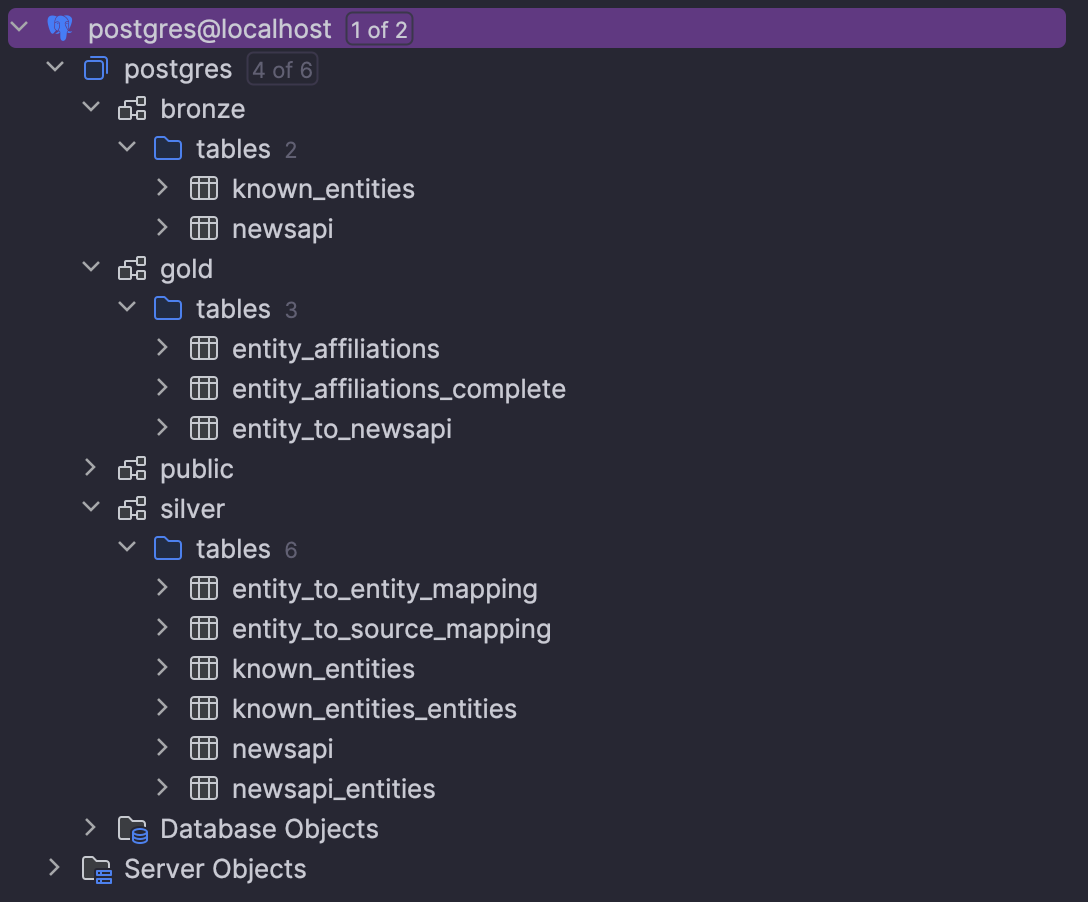 postgres@localhost 1 of 2
postgres 4 of 6
bronze
tables 2
known_entities
newsapi
gold
tables 3
entity_affiliations
entity_affiliations_complete
entity_to_newsapi
public
silver
tables 6
entity_to_entity_mapping
entity_to_source_mapping
known_entities
known_entities_entities
newsapi
newsapi_entities
Database Objects
Server Objects